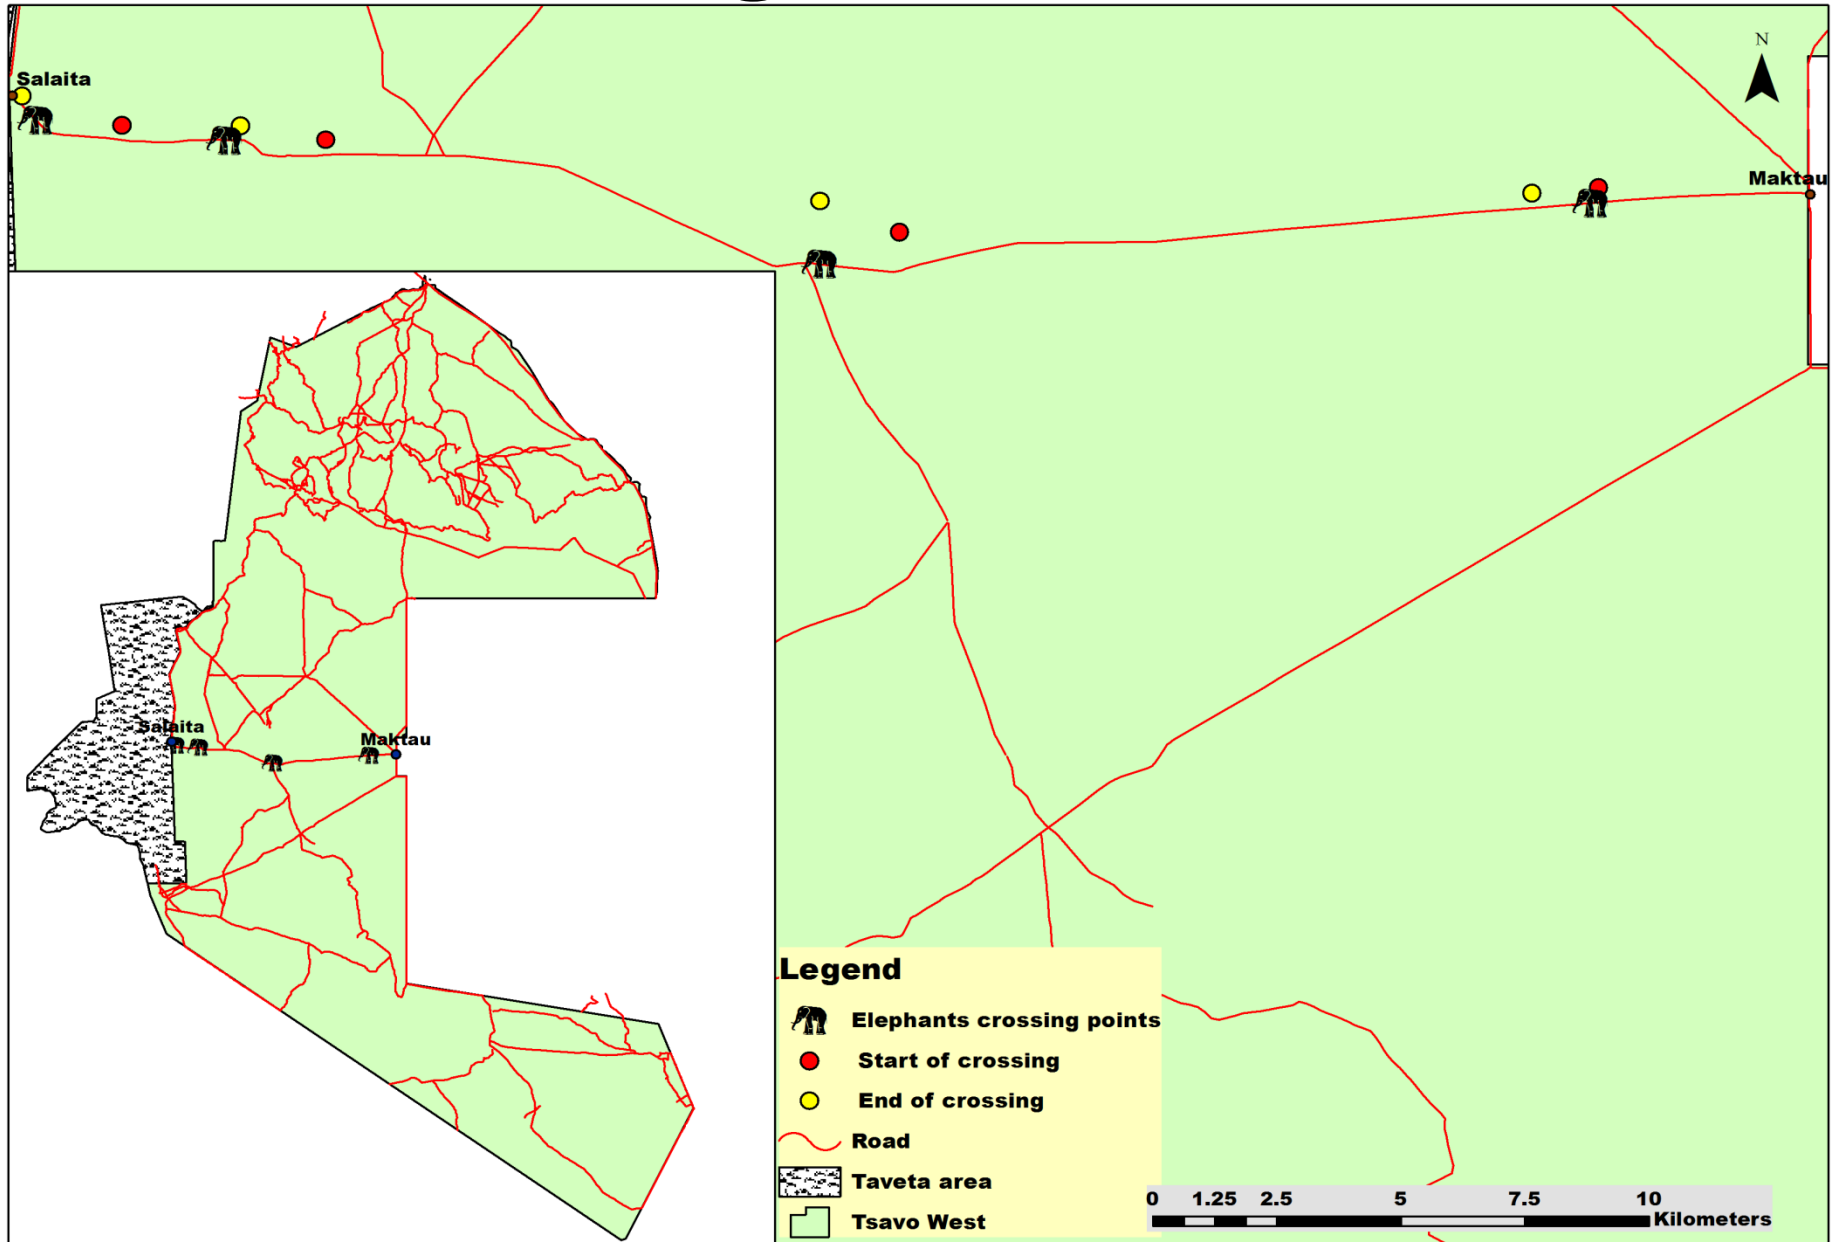 N
Salaita
Maktau
Salaita
Maktau
Legend
Elephants crossing points
Start of crossing
End of crossing
Road
Taveta area
Tsavo West
0 1.25 2.5 5 7.5 10
Kilometers